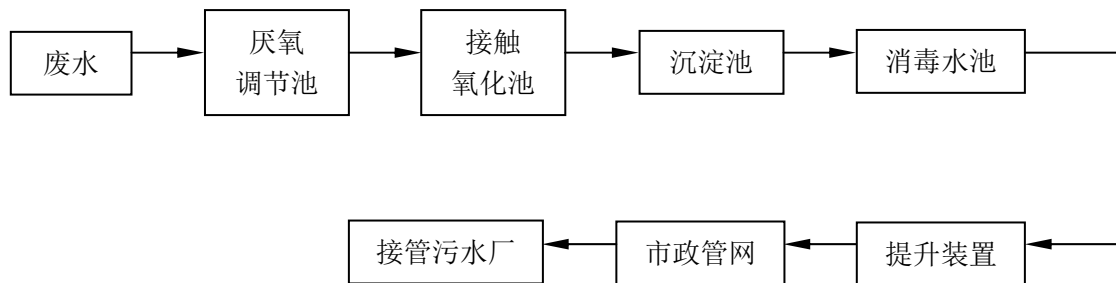 废水
厌氧
调节池
接触
氧化池
沉淀池
消毒水池
接管污水厂
市政管网
提升装置